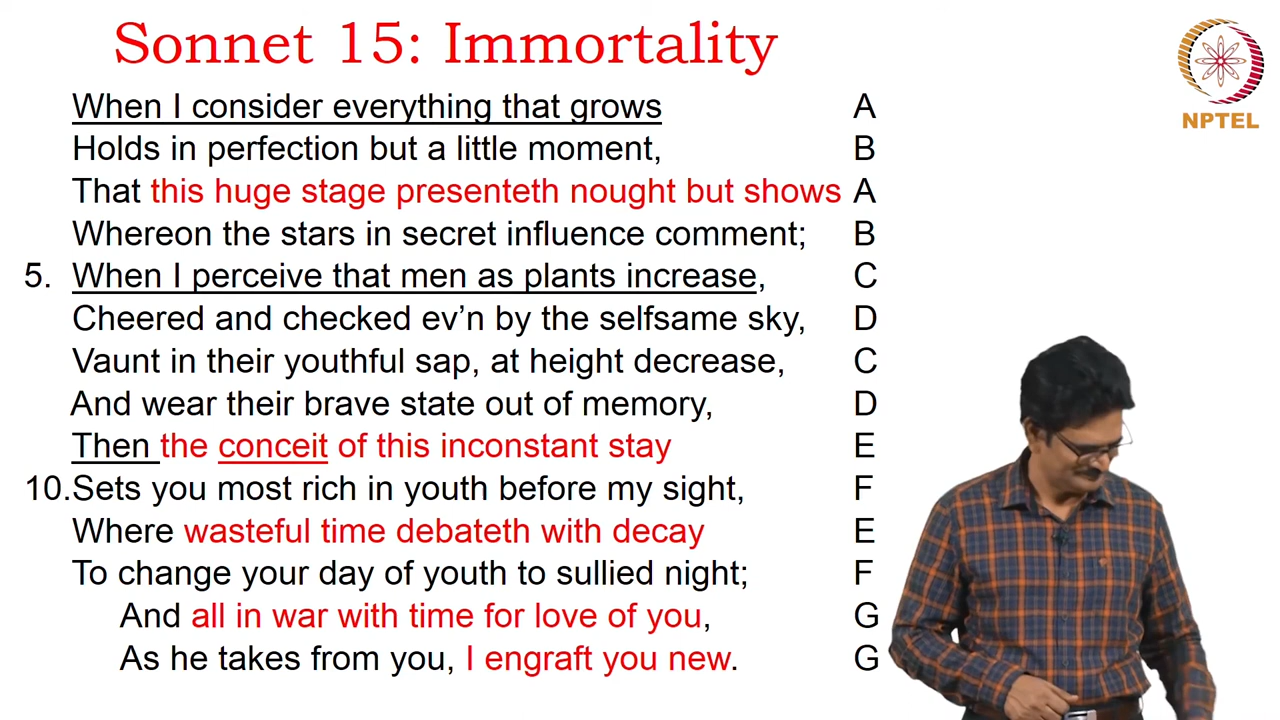 Sonnet 15: Immortality
NPTEL
When I consider everything that grows A
Holds in perfection but a little moment, B
That this huge stage presenteth nought but shows A
Whereon the stars in secret influence comment; B
5. When I perceive that men as plants increase, C
Cheered and checked ev’n by the selfsame sky, D
Vaunt in their youthful sap, at height decrease, C
And wear their brave state out of memory, D
Then the conceit of this inconstant stay E
10. Sets you most rich in youth before my sight, F
Where wasteful time debateth with decay E
To change your day of youth to sullied night; F
And all in war with time for love of you, G
As he takes from you, I engraft you new. G